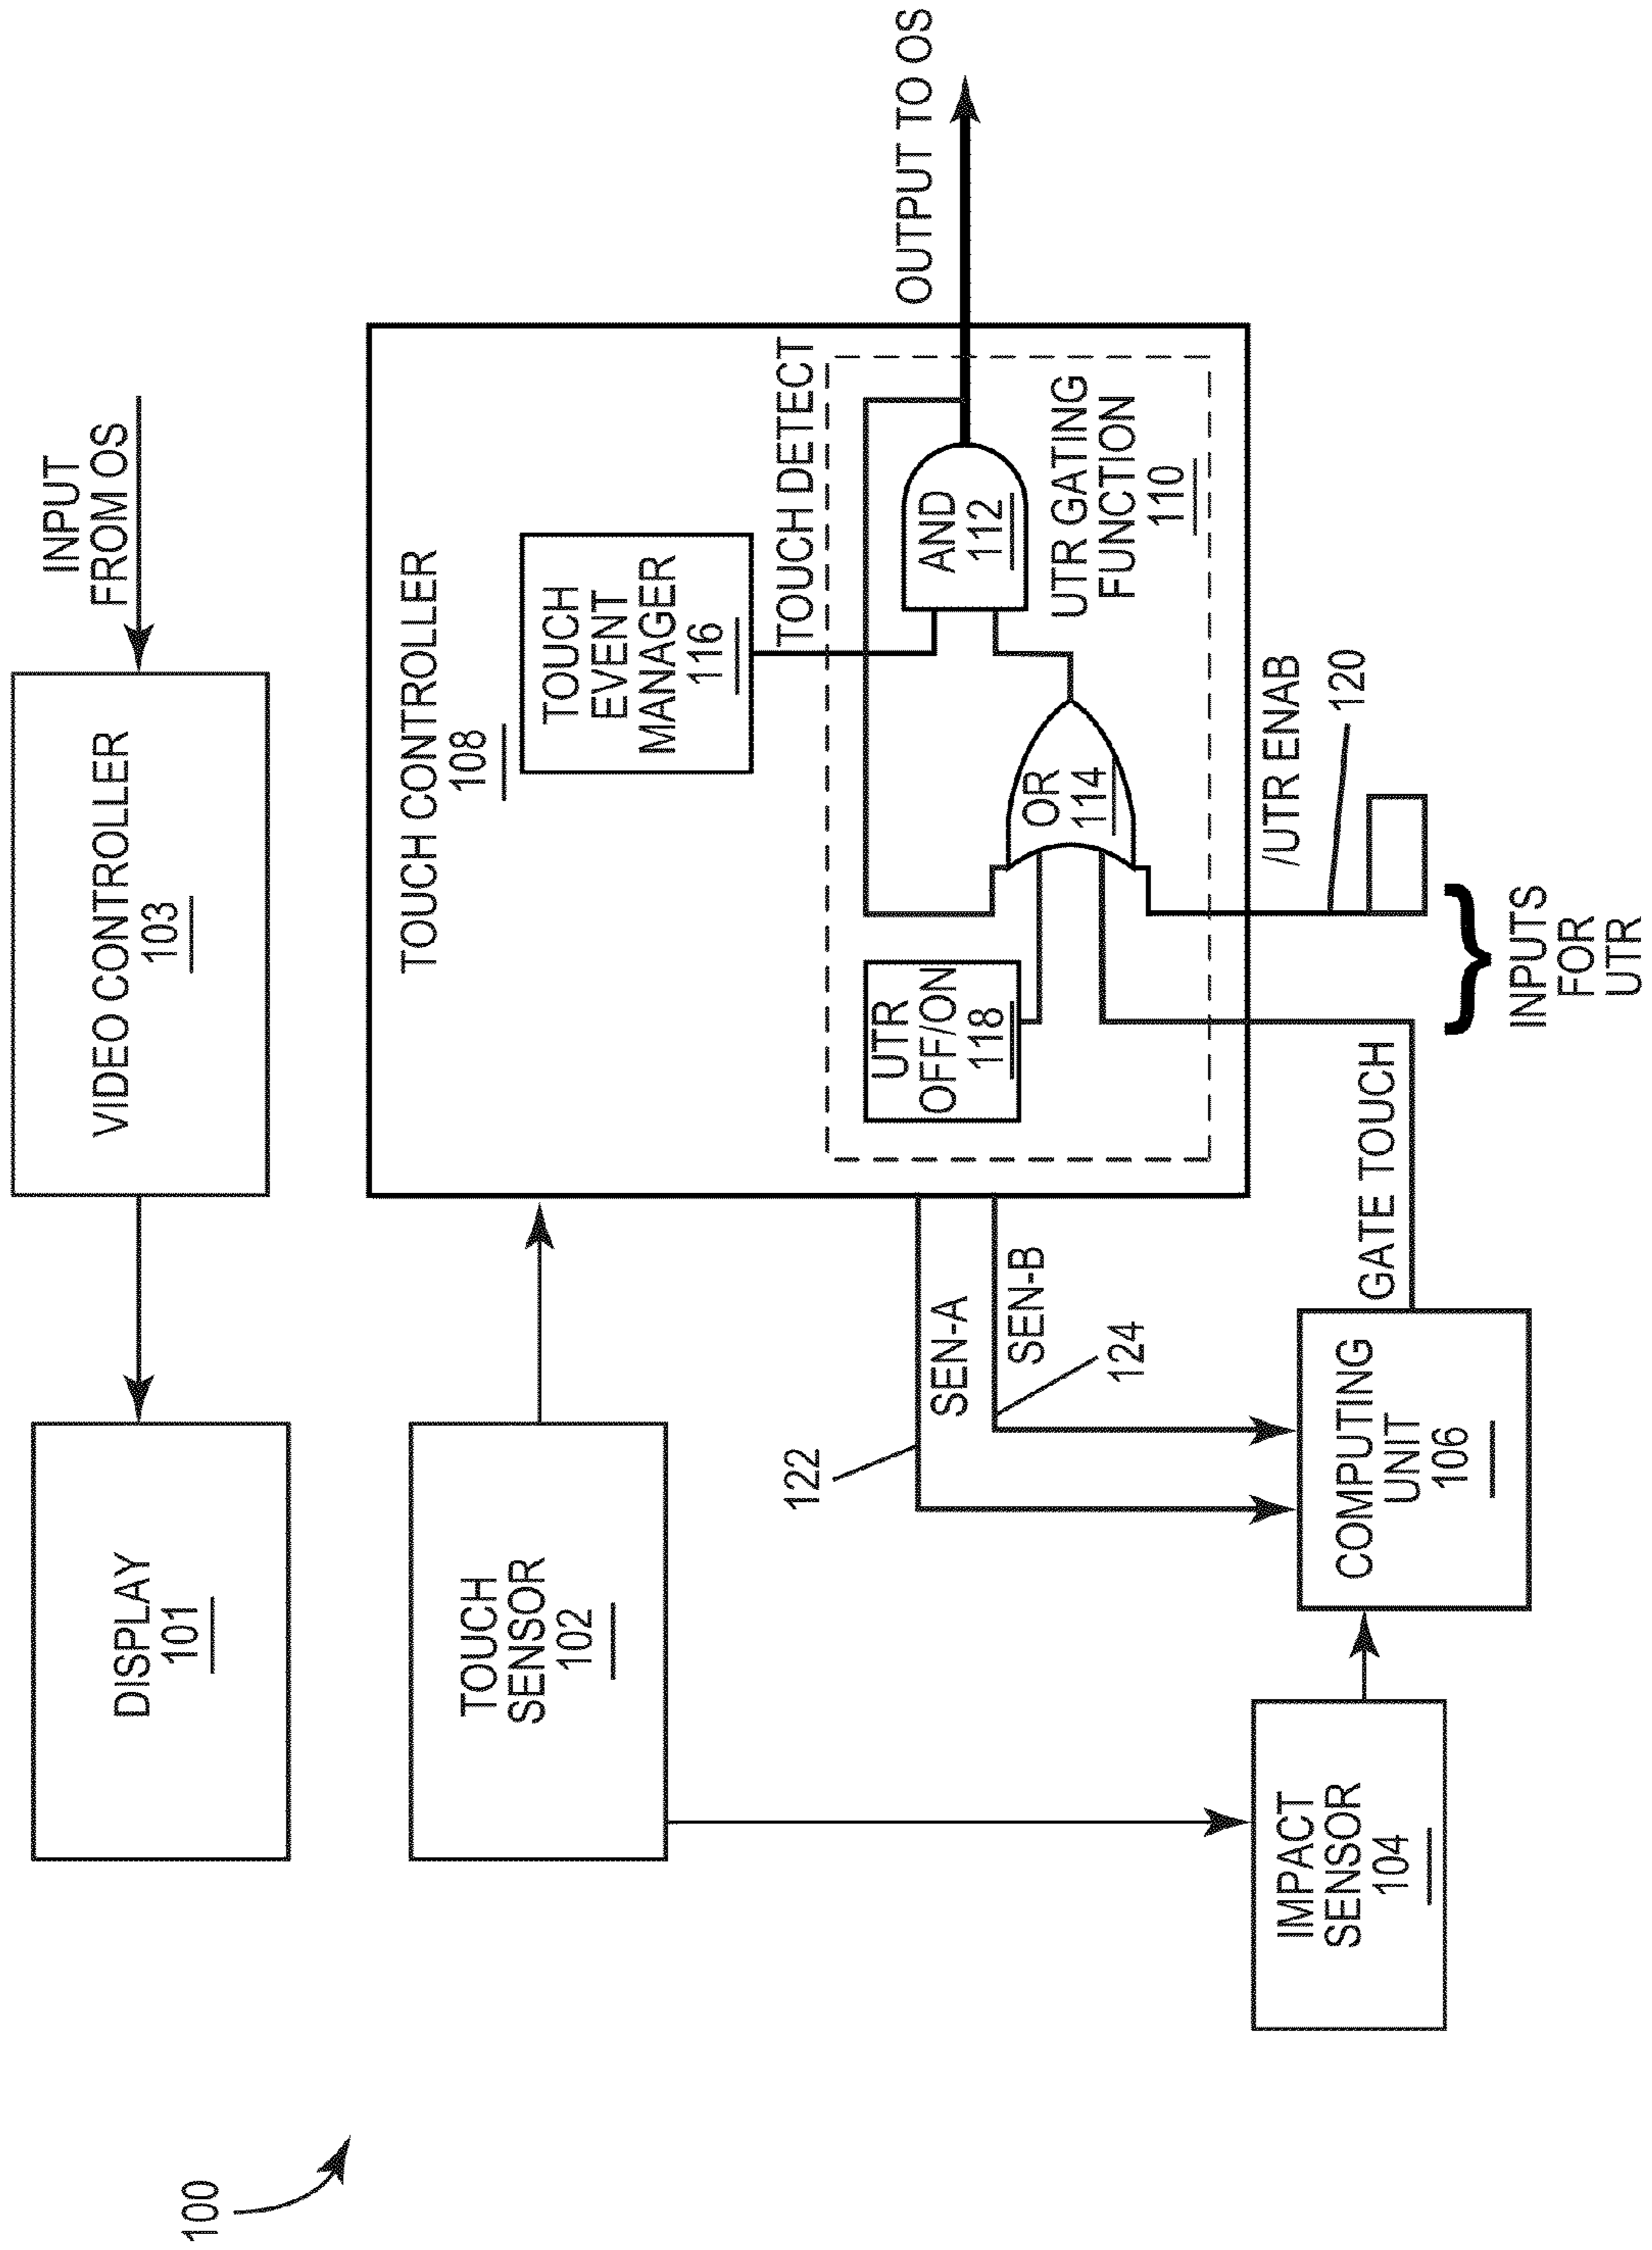 100
DISPLAY
101
VIDEO CONTROLLER
103
INPUT
FROM OS
TOUCH
SENSOR
102
TOUCH CONTROLLER
108
TOUCH
EVENT
MANAGER
116
TOUCH DETECT
OUTPUT TO OS
UTR
OFF/ON
118
OR
114
AND
112
UTR GATING
FUNCTION
110
122
SEN-A
SEN-B
124
IMPACT
SENSOR
104
COMPUTING
UNIT
106
GATE TOUCH
/UTR ENAB
120
INPUTS
FOR
UTR